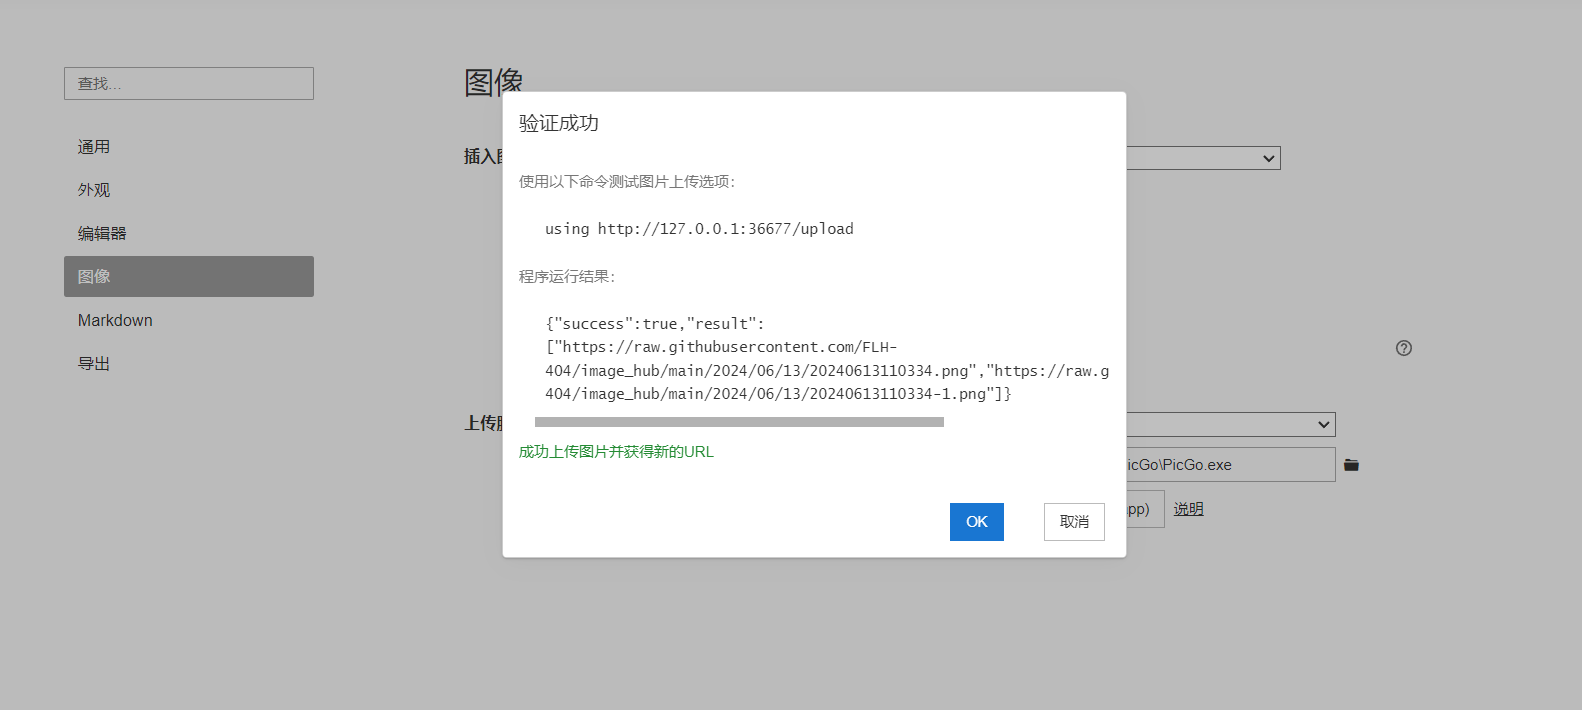 查找...
通用
外观
编辑器
图像
Markdown
导出
图像
插入
上传
icGo\PicGo.exe
pp)
说明
验证成功
使用以下命令测试图片上传选项：
using http://127.0.0.1:36677/upload
程序运行结果：
{"success":true,"result":
["https://raw.githubusercontent.com/FLH-
404/image_hub/main/2024/06/13/20240613110334.png","https://raw.g
404/image_hub/main/2024/06/13/20240613110334-1.png"]}
成功上传图片并获得新的URL
OK
取消